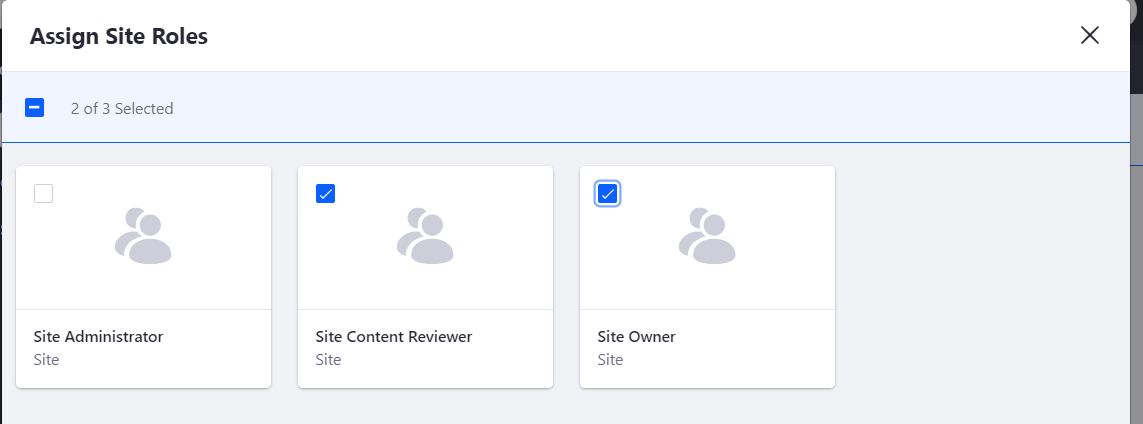 Assign Site Roles
2 of 3 Selected
Site Administrator
Site
Site Content Reviewer
Site
Site Owner
Site